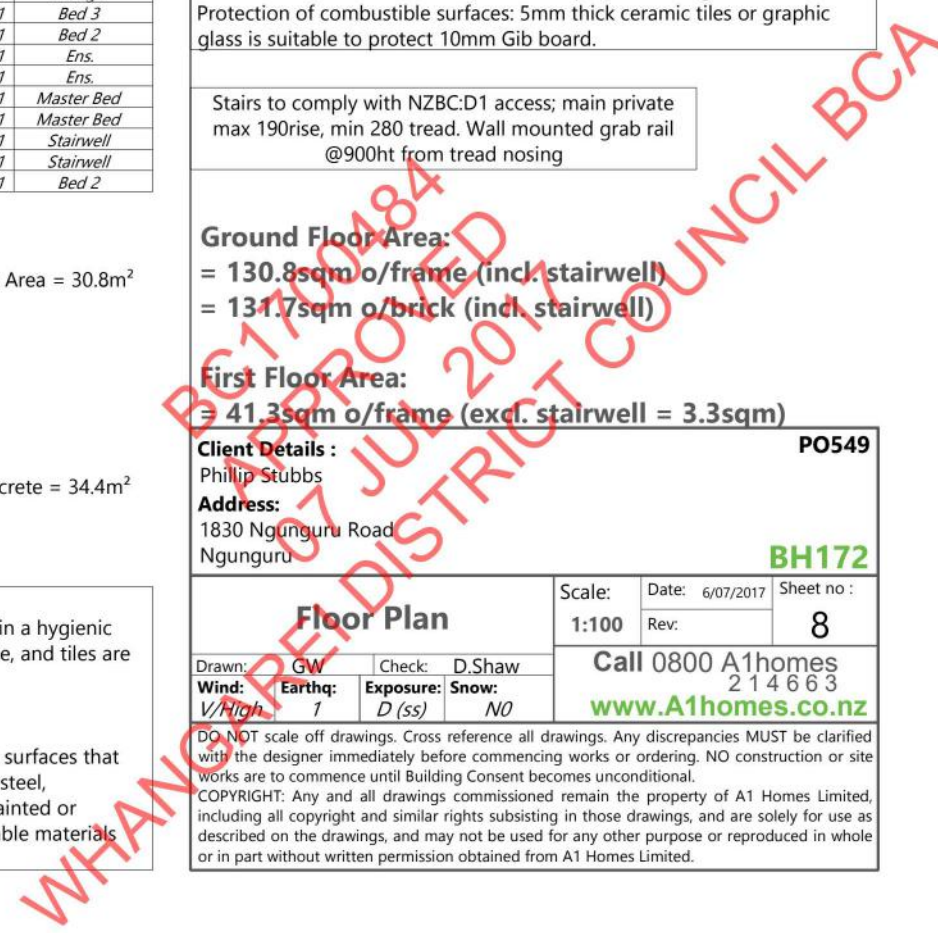 1 Bed 3
1 Bed 2
1 Ens.
1 Ens.
1 Master Bed
1 Master Bed
1 Stairwell
1 Stairwell
1 Bed 2
Area = 30.8m²
crete = 34.4m²
in a hygienic
e, and tiles are
surfaces that
steel,
ainted or
ble materials
Protection of combustible surfaces: 5mm thick ceramic tiles or graphic
glass is suitable to protect 10mm Gib board.
Stairs to comply with NZBC:D1 access; main private
max 190rise, min 280 tread. Wall mounted grab rail
@900ht from tread nosing
Ground Floor Area:
= 130.8sqm o/frame (incl. stairwell)
= 131.7sqm o/brick (incl. stairwell)
First Floor Area:
= 41.3sqm o/frame (excl. stairwell = 3.3sqm)
Client Details : PO549
Phillip Stubbs
Address:
1830 Ngunguru Road
Ngunguru BH172
Floor Plan
Scale: Date: 6/07/2017 Sheet no :
1:100 Rev: 8
Drawn: GW Check: D.Shaw
Wind: Earthq: Exposure: Snow:
V/High 1 D (ss) N0
Call 0800 A1homes
214663
www.A1homes.co.nz
DO NOT scale off drawings. Cross reference all drawings. Any discrepancies MUST be clarified
with the designer immediately before commencing works or ordering. NO construction or site
works are to commence until Building Consent becomes unconditional.
COPYRIGHT: Any and all drawings commissioned remain the property of A1 Homes Limited,
including all copyright and similar rights subsisting in those drawings, and are solely for use as
described on the drawings, and may not be used for any other purpose or reproduced in whole
or in part without written permission obtained from A1 Homes Limited.
BC1700484
APPROVED
07 JUL 2017
WHANGAREI DISTRICT COUNCIL BCA